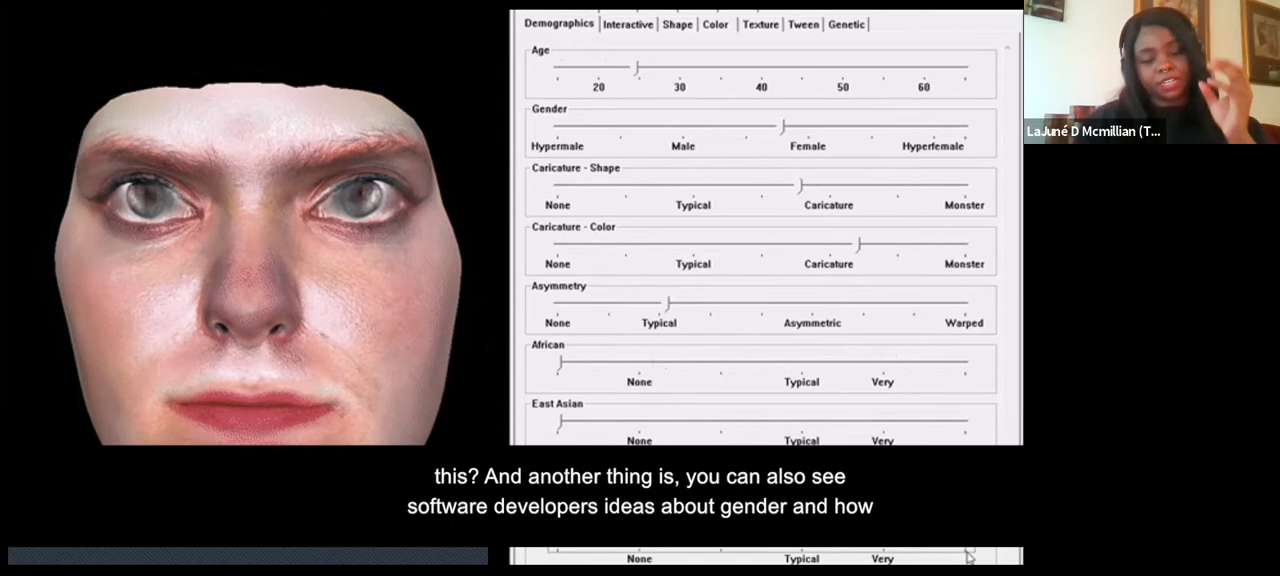 Demographics Interactive Shape Color Texture Tween Genetic
Age
20 30 40 50 60
Gender
Hypermale Male Female Hyperfemale
Caricature - Shape
None Typical Caricature Monster
Caricature - Color
None Typical Caricature Monster
Asymmetry
None Typical Asymmetric Warped
African
None Typical Very
East Asian
None Typical Very
LaJuné D Mcmillian (T...
this? And another thing is, you can also see
software developers ideas about gender and how
None Typical Very